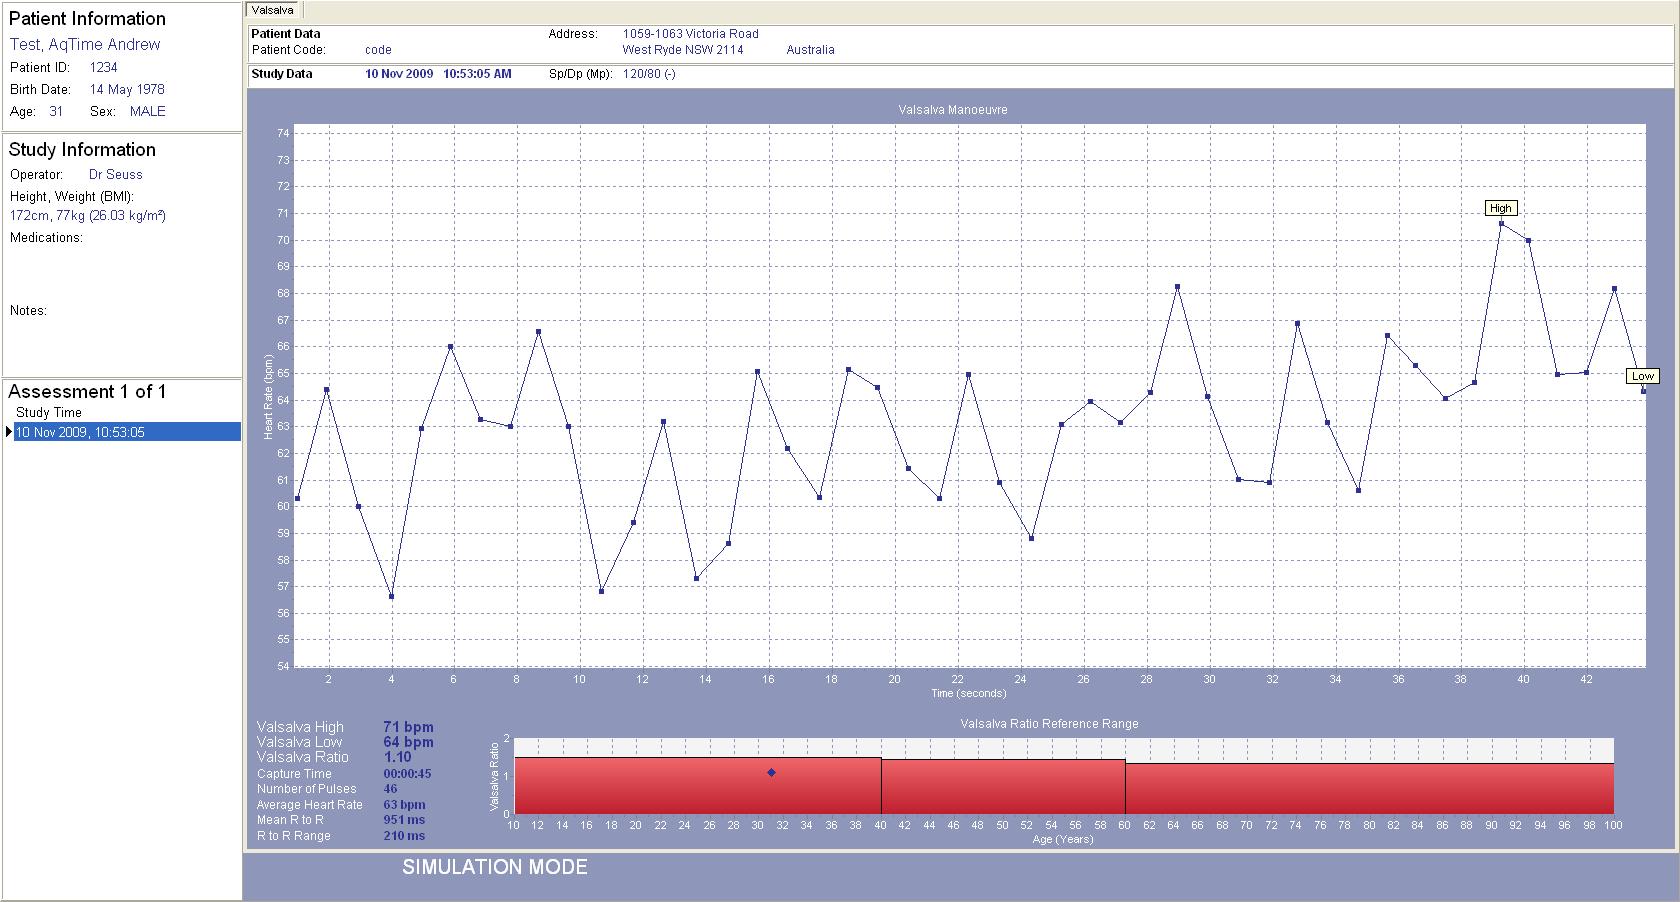 Patient Information
Test, AqTime Andrew
Patient ID: 1234
Birth Date: 14 May 1978
Age: 31 Sex: MALE
Study Information
Operator: Dr Seuss
Height, Weight (BMI):
172cm, 77kg (26.03 kg/m²)
Medications:
Notes:
Assessment 1 of 1
Study Time
10 Nov 2009, 10:53:05
Valsalva
Patient Data Address: 1059-1063 Victoria Road
Patient Code: code West Ryde NSW 2114 Australia
Study Data 10 Nov 2009 10:53:05 AM Sp/Dp (Mp): 120/80 (-)
Valsalva Manoeuvre
74
73
72
71
70
69
68
67
66
65
64
63
62
61
60
59
58
57
56
55
54
Heart Rate (bpm)
High
Low
2 4 6 8 10 12 14 16 18 20 22 24 26 28 30 32 34 36 38 40 42
Time (seconds)
Valsalva High 71 bpm
Valsalva Low 64 bpm
Valsalva Ratio 1.10
Capture Time 00:00:45
Number of Pulses 46
Average Heart Rate 63 bpm
Mean R to R 951 ms
R to R Range 210 ms
Valsalva Ratio Reference Range
Valsalva Ratio
2
1
0
10 12 14 16 18 20 22 24 26 28 30 32 34 36 38 40 42 44 46 48 50 52 54 56 58 60 62 64 66 68 70 72 74 76 78 80 82 84 86 88 90 92 94 96 98 100
Age (Years)
SIMULATION MODE